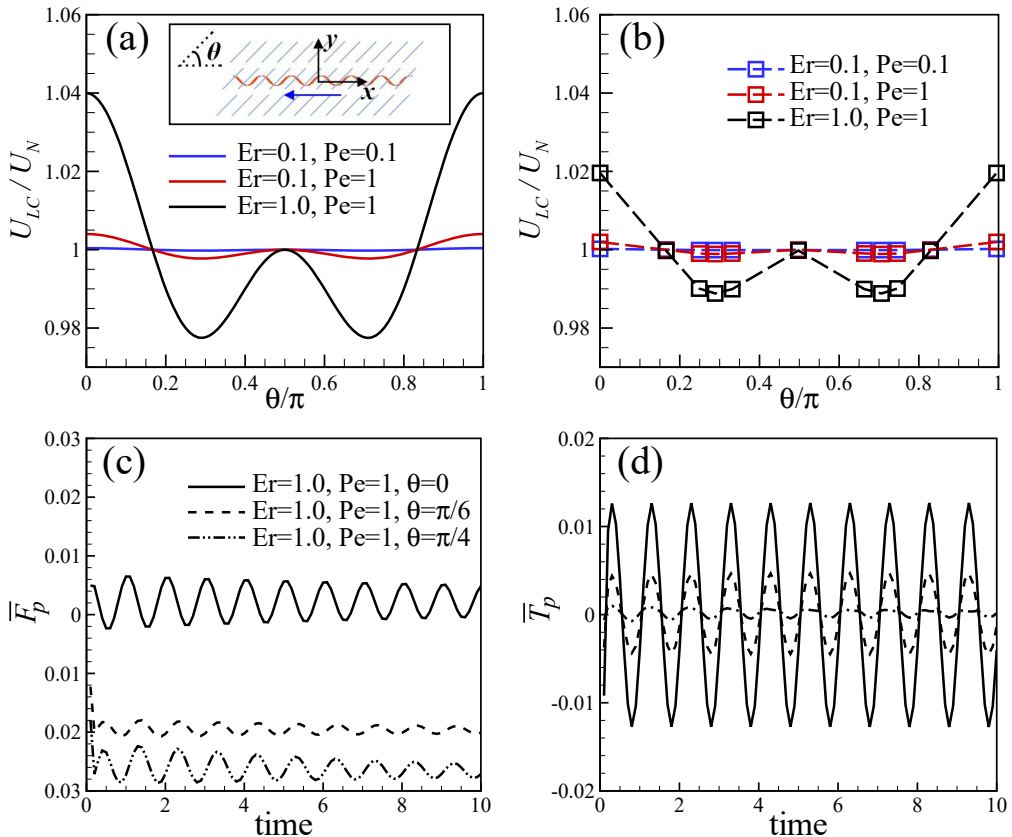 (a)
1.06
1.04
1.02
1
0.98
U_LC / U_N
θ
y
x
Er=0.1, Pe=0.1
Er=0.1, Pe=1
Er=1.0, Pe=1
0 0.2 0.4 0.6 0.8 1
θ/π
(b)
1.06
1.04
1.02
1
0.98
U_LC / U_N
Er=0.1, Pe=0.1
Er=0.1, Pe=1
Er=1.0, Pe=1
0 0.2 0.4 0.6 0.8 1
θ/π
(c)
0.03
0.02
0.01
0.005
0
0.01
0.02
0.03
F̅_p
Er=1.0, Pe=1, θ=0
Er=1.0, Pe=1, θ=π/6
Er=1.0, Pe=1, θ=π/4
0 2 4 6 8 10
time
(d)
0.02
0.01
0
-0.01
-0.02
T̅_p
0 2 4 6 8 10
time